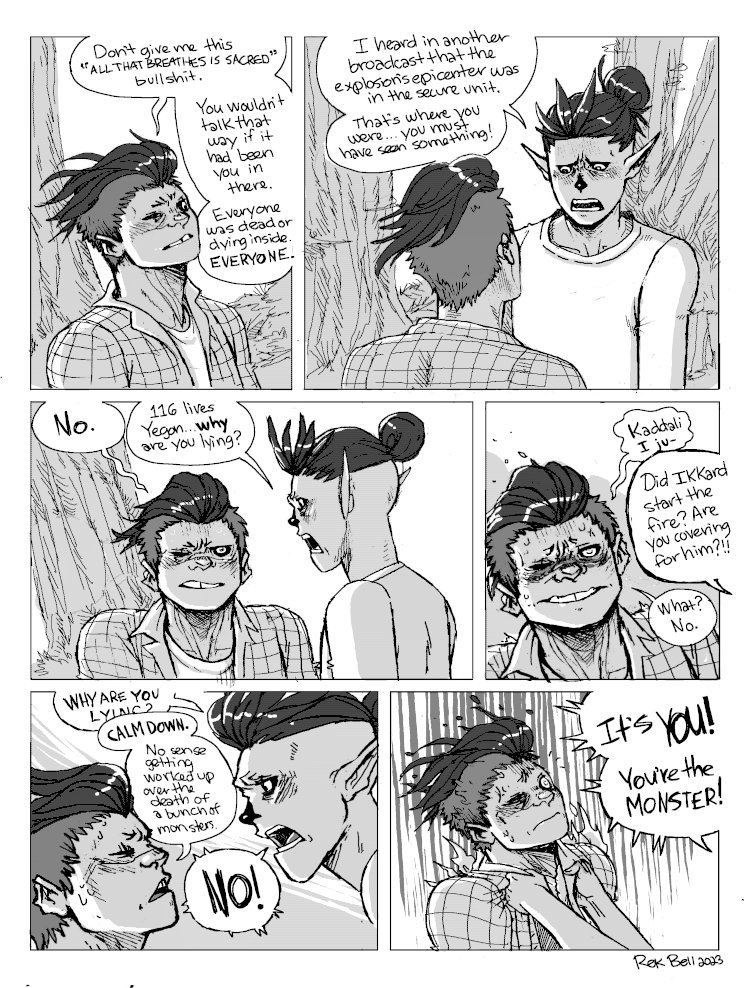 Don't give me this
"ALL THAT BREATHES IS SACRED"
bullshit.
You wouldn't
talk that
way if it
had been
you in
there.
Everyone
was dead or
dying inside.
EVERYONE.
I heard in another
broadcast that the
explosion's epicenter was
in the secure unit.
That's where you
were... you must
have seen something!
No.
116 lives
Yegan... why
are you lying?
Kaddali
I ju-
Did IKKard
start the
fire? Are
you covering
for him?!!
What?
No.
WHY ARE YOU
LYING?
CALM DOWN.
No sense
getting
worked up
over the
death of
a bunch of
monsters.
NO!
It's YOU!
You're the
MONSTER!
Rek Bell 2023